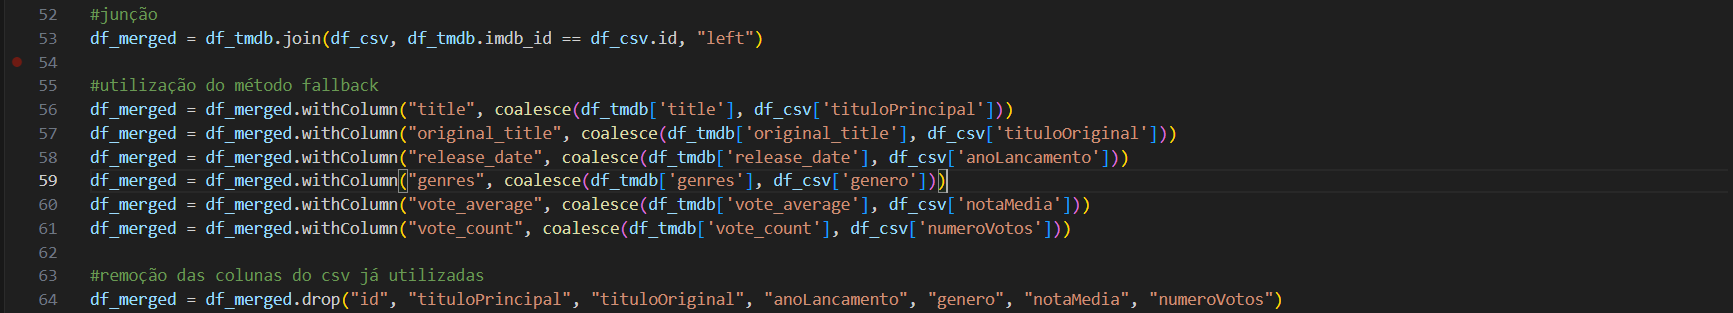 52 #junção
53 df_merged = df_tmdb.join(df_csv, df_tmdb.imdb_id == df_csv.id, "left")
54
55 #utilização do método fallback
56 df_merged = df_merged.withColumn("title", coalesce(df_tmdb['title'], df_csv['tituloPrincipal']))
57 df_merged = df_merged.withColumn("original_title", coalesce(df_tmdb['original_title'], df_csv['tituloOriginal']))
58 df_merged = df_merged.withColumn("release_date", coalesce(df_tmdb['release_date'], df_csv['anoLancamento']))
59 df_merged = df_merged.withColumn("genres", coalesce(df_tmdb['genres'], df_csv['genero']))
60 df_merged = df_merged.withColumn("vote_average", coalesce(df_tmdb['vote_average'], df_csv['notaMedia']))
61 df_merged = df_merged.withColumn("vote_count", coalesce(df_tmdb['vote_count'], df_csv['numeroVotos']))
62
63 #remoção das colunas do csv já utilizadas
64 df_merged = df_merged.drop("id", "tituloPrincipal", "tituloOriginal", "anoLancamento", "genero", "notaMedia", "numeroVotos")